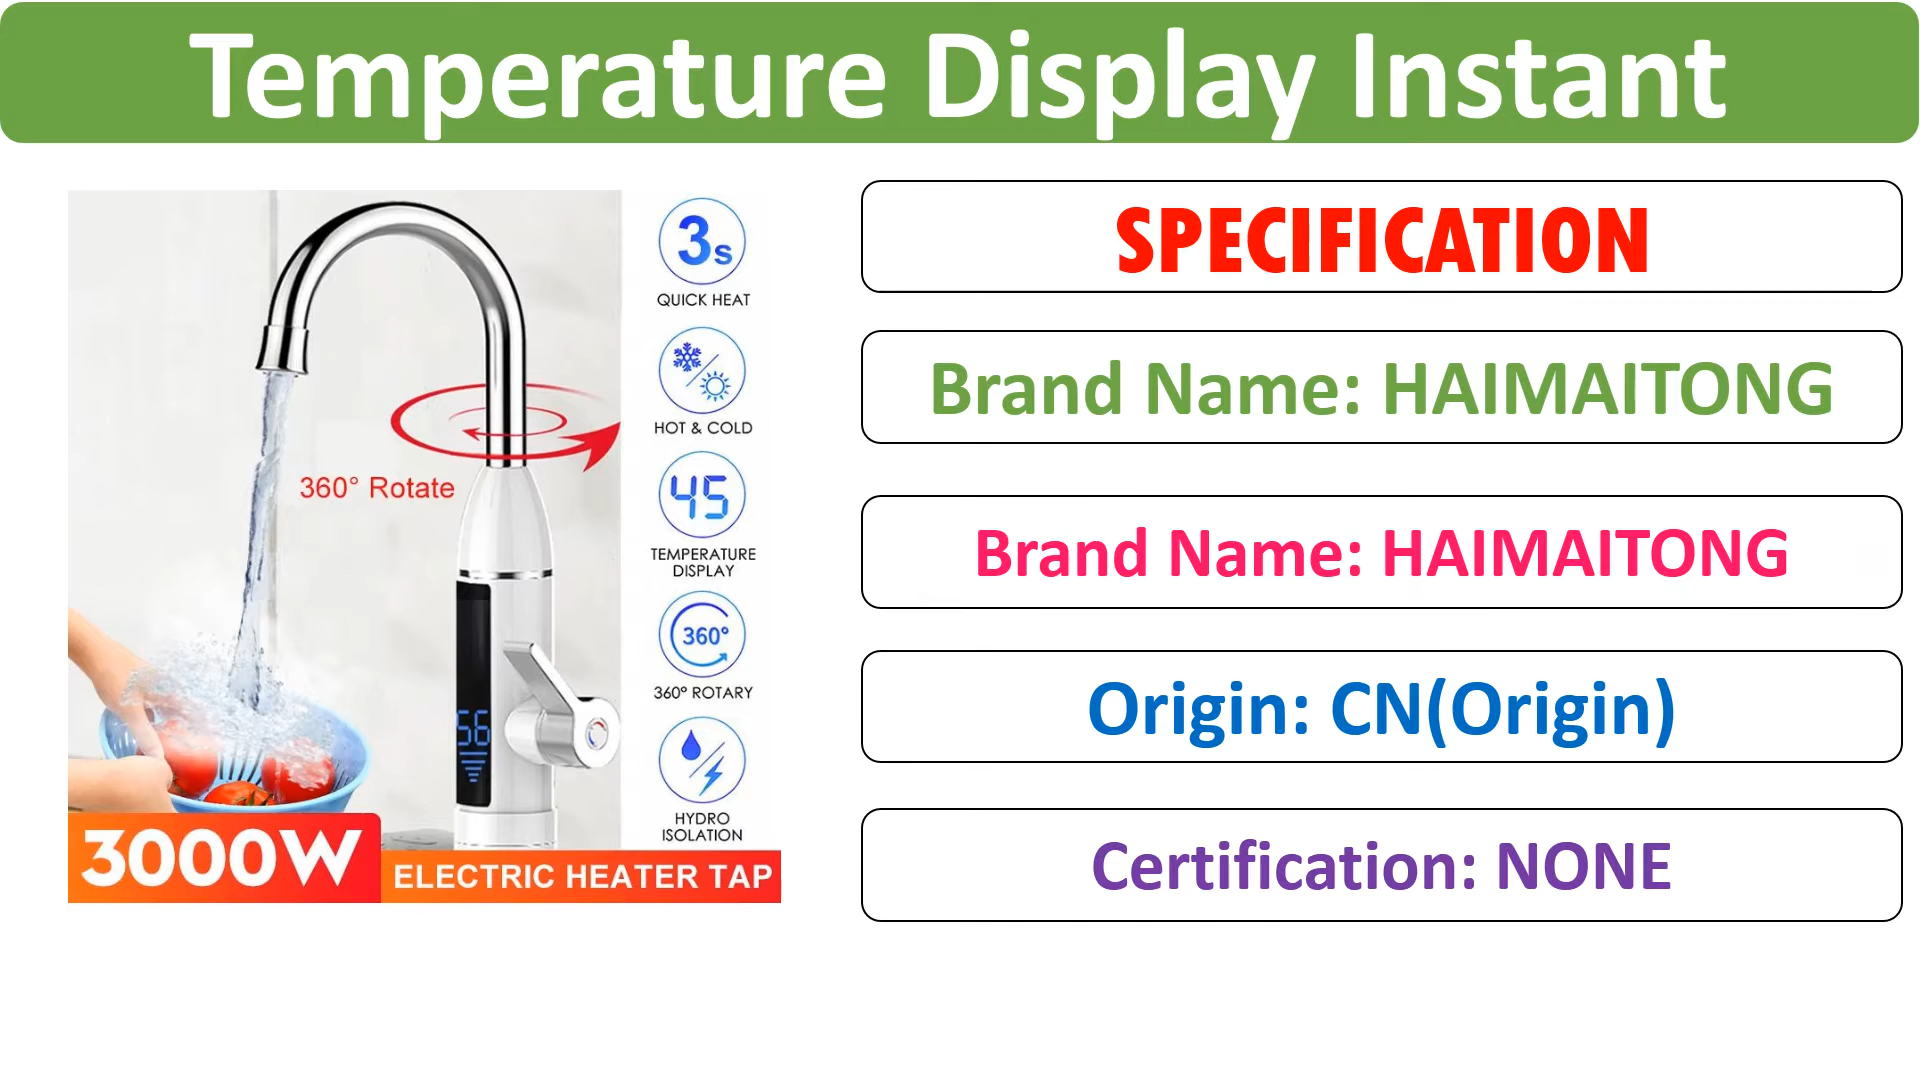 Temperature Display Instant
3s
QUICK HEAT
HOT & COLD
360° Rotate
45
TEMPERATURE
DISPLAY
360°
360° ROTARY
56
HYDRO
ISOLATION
3000W
ELECTRIC HEATER TAP
SPECIFICATION
Brand Name: HAIMAITONG
Brand Name: HAIMAITONG
Origin: CN(Origin)
Certification: NONE